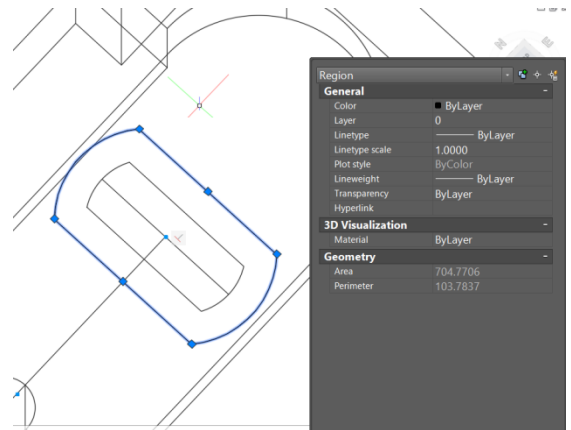 Region
General
Color ByLayer
Layer 0
Linetype ByLayer
Linetype scale 1.0000
Plot style ByColor
Lineweight ByLayer
Transparency ByLayer
Hyperlink
3D Visualization
Material ByLayer
Geometry
Area 704.7706
Perimeter 103.7837